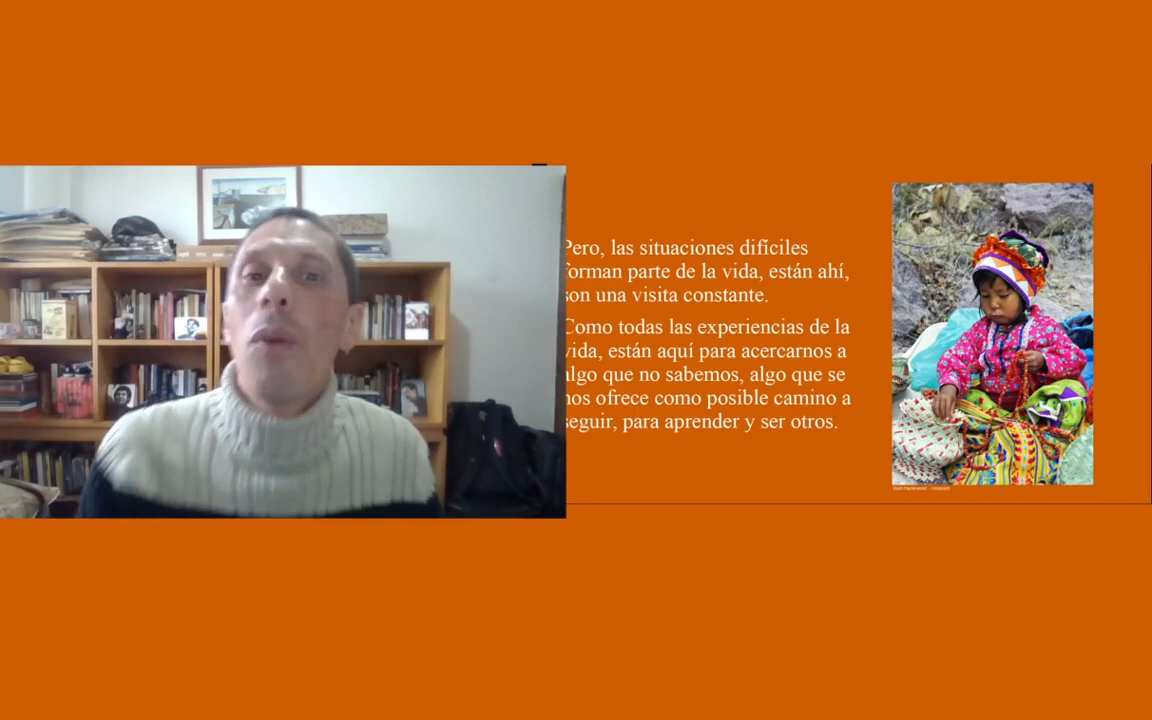 Pero, las situaciones difíciles
forman parte de la vida, están ahí,
son una visita constante.
Como todas las experiencias de la
vida, están aquí para acercarnos a
algo que no sabemos, algo que se
nos ofrece como posible camino a
seguir, para aprender y ser otros.